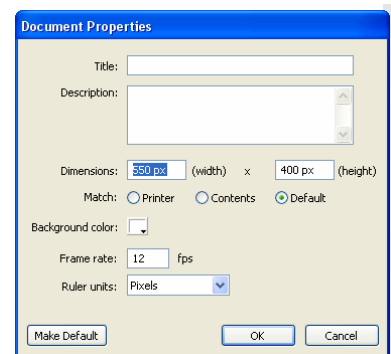 Document Properties
Title:
Description:
Dimensions: 550 px (width) x 400 px (height)
Match: Printer Contents Default
Background color:
Frame rate: 12 fps
Ruler units: Pixels
Make Default OK Cancel